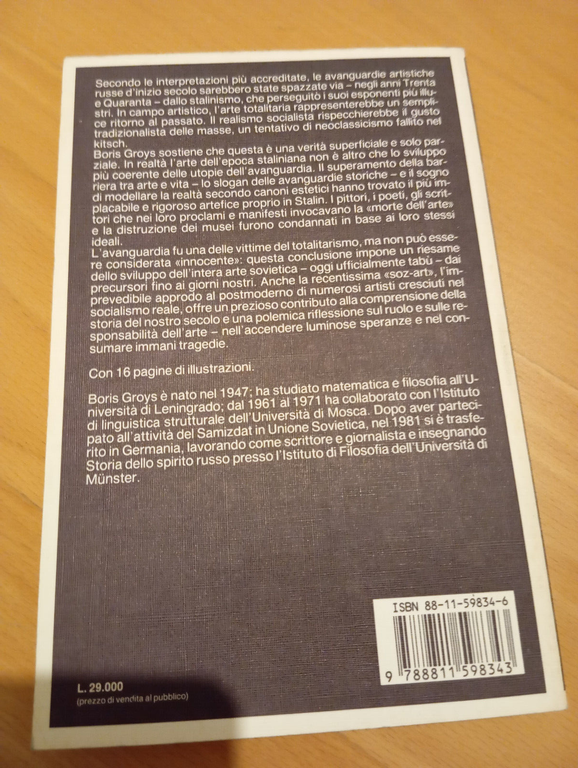 Secondo le interpretazioni più accreditate, le avanguardie artistiche
russe d'inizio secolo sarebbero state spazzate via – negli anni Trenta
e Quaranta – dallo stalinismo, che perseguitò i suoi esponenti più illu-
stri. In campo artistico, l'arte totalitaria rappresenterebbe un sempli-
ce ritorno al passato. Il realismo socialista rispecchierebbe il gusto
tradizionalista delle masse, un tentativo di neoclassicismo fallito nel
kitsch.
Boris Groys sostiene che questa è una verità superficiale e solo par-
ziale. In realtà l'arte dell'epoca staliniana non è altro che lo sviluppo
più coerente delle utopie dell'avanguardia. Il superamento della bar-
riera tra arte e vita – lo slogan delle avanguardie storiche – e il sogno
di modellare la realtà secondo canoni estetici hanno trovato il più im-
placabile e rigoroso artefice proprio in Stalin. I pittori, i poeti, gli scrit-
tori che nei loro proclami e manifesti invocavano la «morte dell'arte»
e la distruzione dei musei furono condannati in base ai loro stessi
ideali.
L'avanguardia fu una delle vittime del totalitarismo, ma non può esse-
re considerata «innocente»: questa conclusione impone un riesame
dello sviluppo dell'intera arte sovietica – oggi ufficialmente tabù – dai
precursori fino ai giorni nostri. Anche la recentissima «soz-art», l'im-
prevedibile approdo al postmoderno di numerosi artisti cresciuti nel
socialismo reale, offre un prezioso contributo alla comprensione della
storia del nostro secolo e una polemica riflessione sul ruolo e sulle re-
sponsabilità dell'arte – nell'accendere luminose speranze e nel con-
sumare immani tragedie.
Con 16 pagine di illustrazioni.
Boris Groys è nato nel 1947; ha studiato matematica e filosofia all'U-
niversità di Leningrado; dal 1961 al 1971 ha collaborato con l'Istituto
di linguistica strutturale dell'Università di Mosca. Dopo aver parteci-
pato all'attività del Samizdat in Unione Sovietica, nel 1981 si è trasfe-
rito in Germania, lavorando come scrittore e giornalista e insegnando
Storia dello spirito russo presso l'Istituto di Filosofia dell'Università di
Münster.
ISBN 88-11-59834-6
9 788811 598343
L. 29.000
(prezzo di vendita al pubblico)